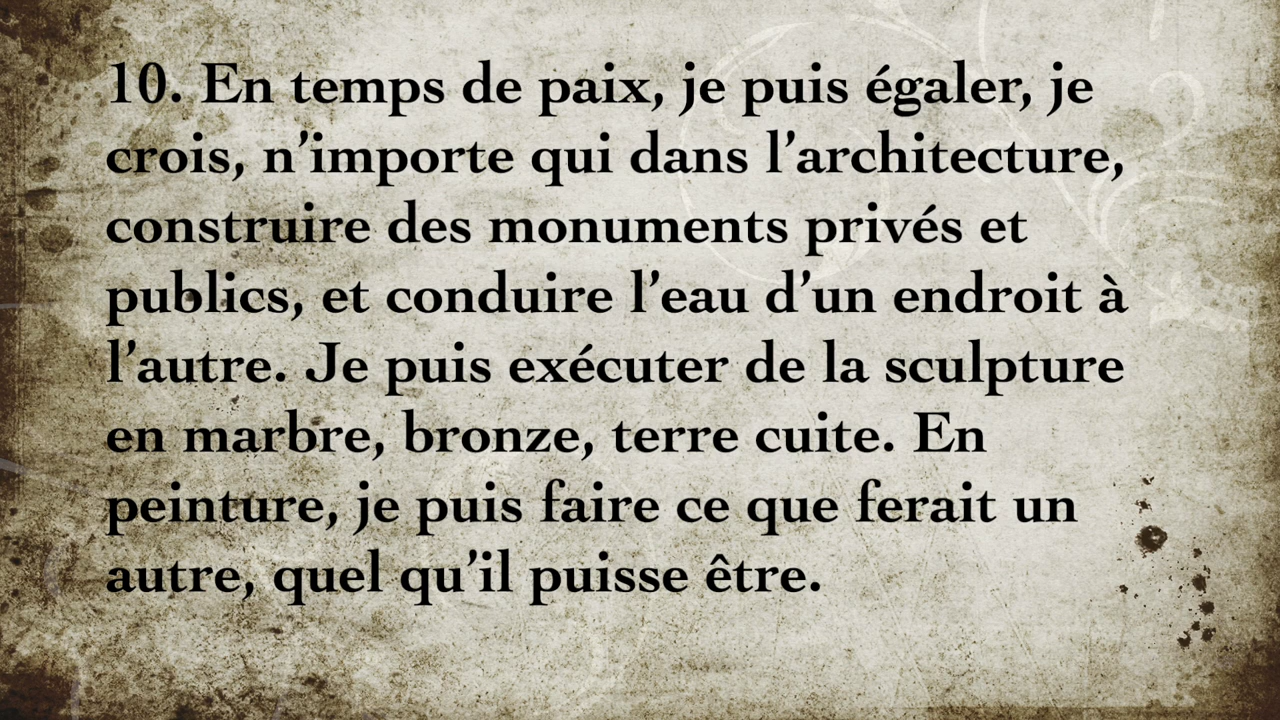 10. En temps de paix, je puis égaler, je
crois, n’importe qui dans l’architecture,
construire des monuments privés et
publics, et conduire l’eau d’un endroit à
l’autre. Je puis exécuter de la sculpture
en marbre, bronze, terre cuite. En
peinture, je puis faire ce que ferait un
autre, quel qu’il puisse être.